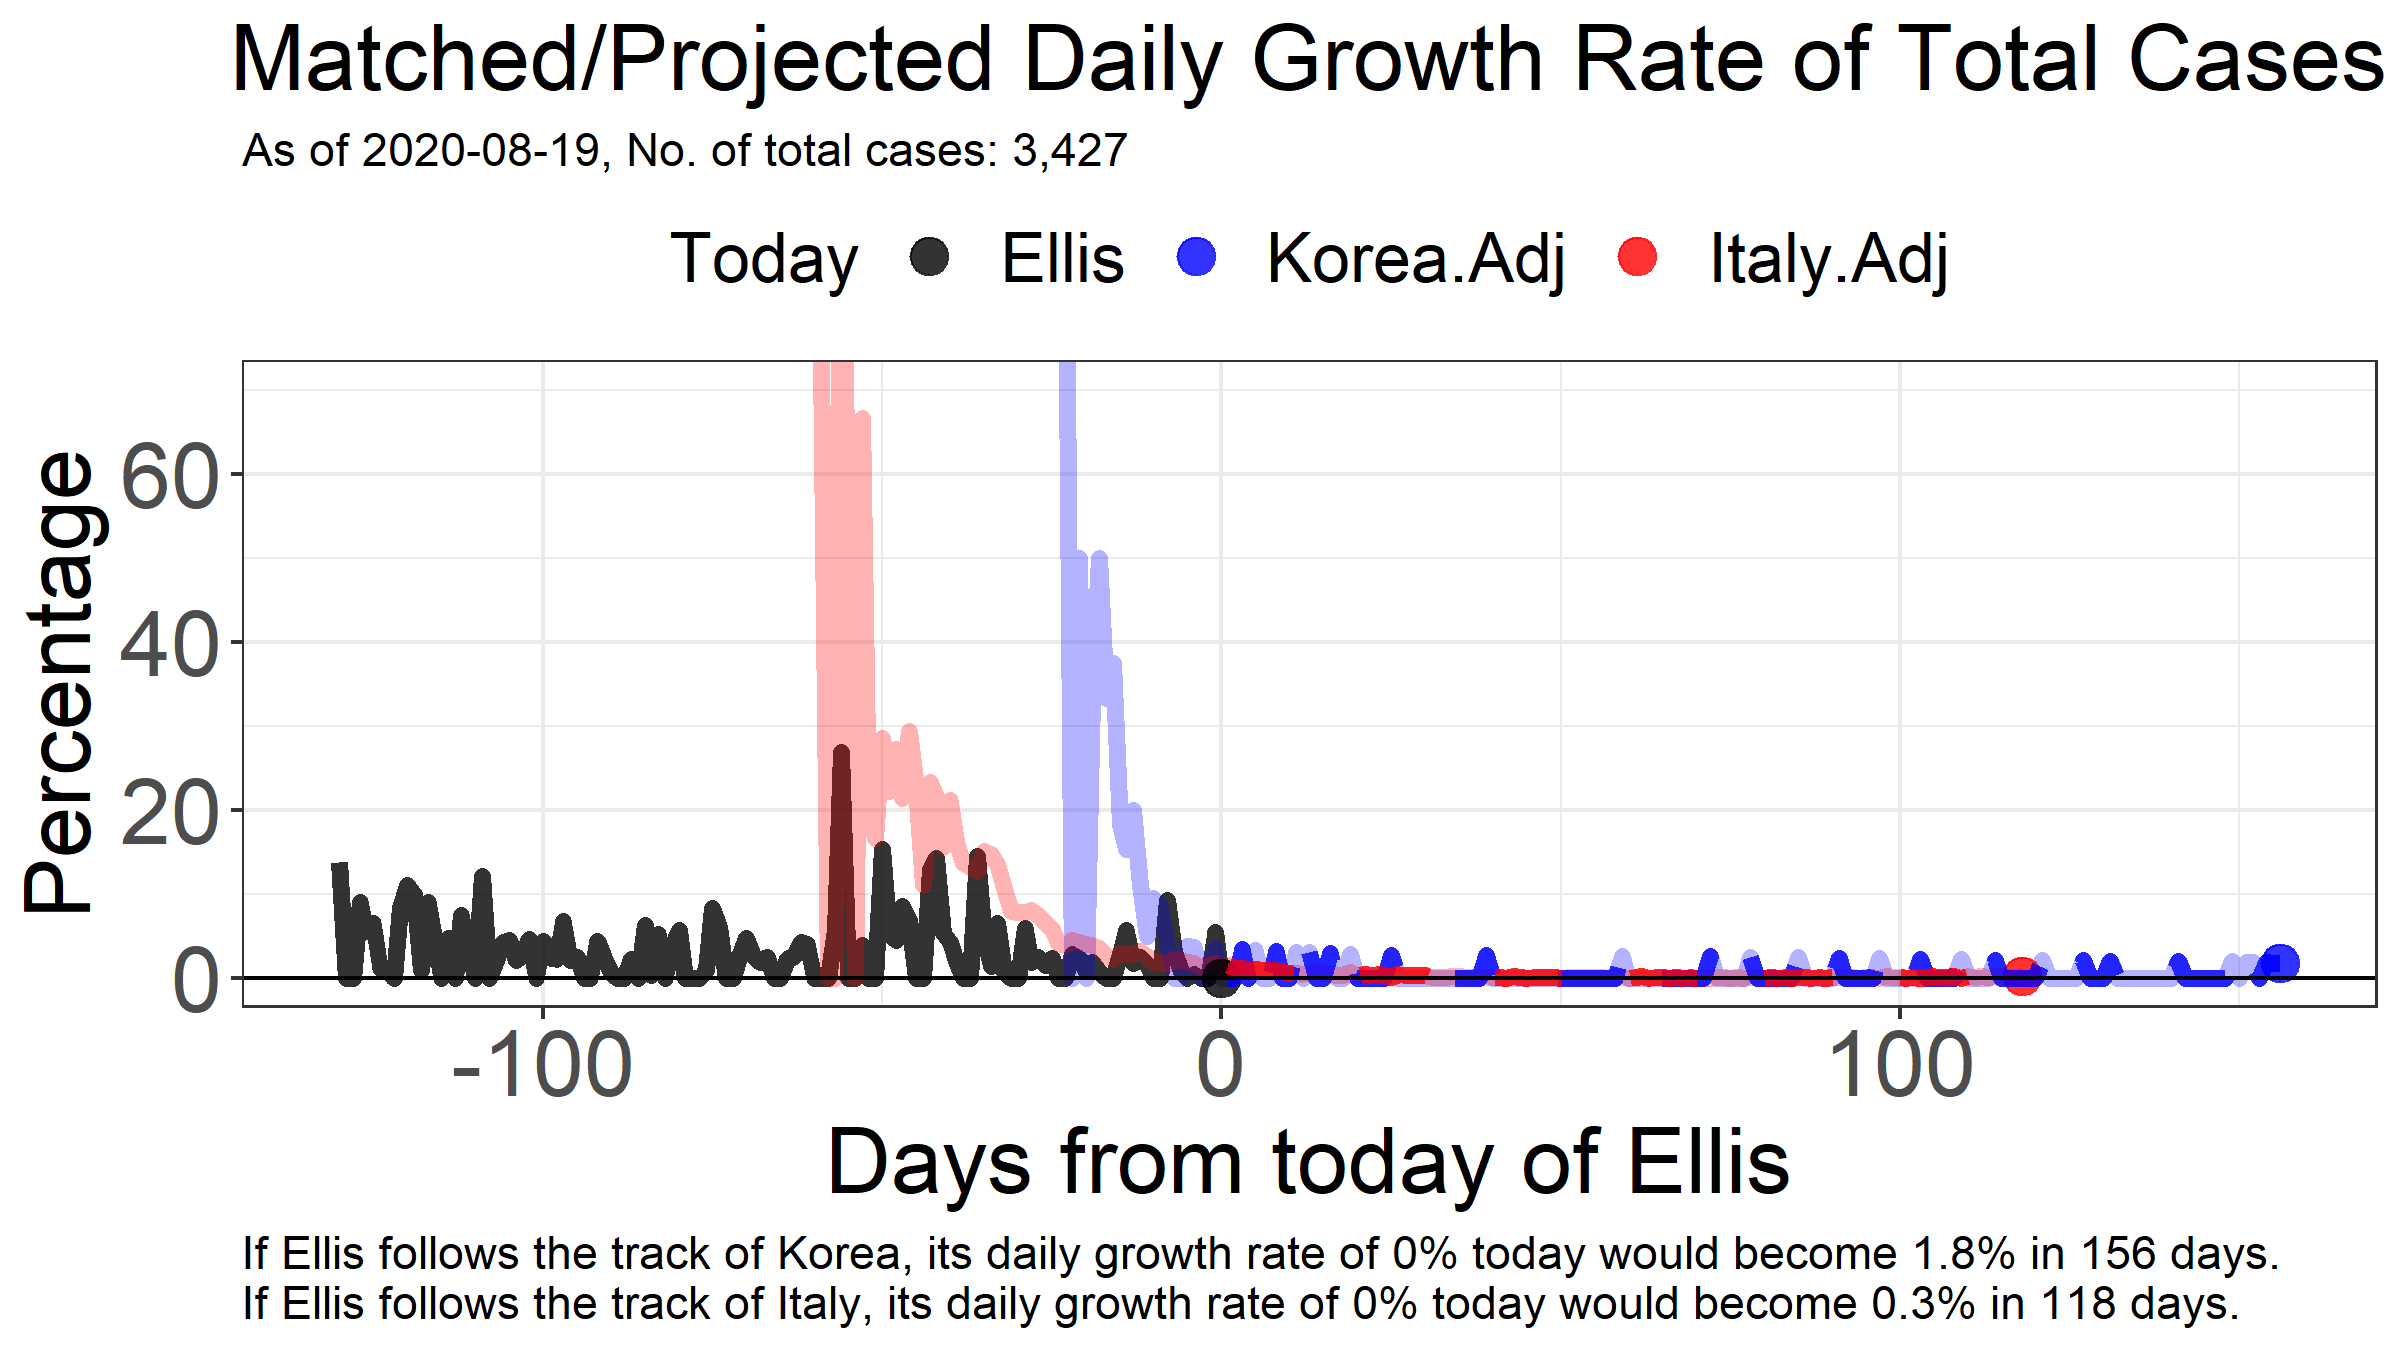 Matched/Projected Daily Growth Rate of Total Cases
As of 2020-08-19, No. of total cases: 3,427
Today Ellis Korea.Adj Italy.Adj
Percentage
60
40
20
0
-100 0 100
Days from today of Ellis
If Ellis follows the track of Korea, its daily growth rate of 0% today would become 1.8% in 156 days.
If Ellis follows the track of Italy, its daily growth rate of 0% today would become 0.3% in 118 days.